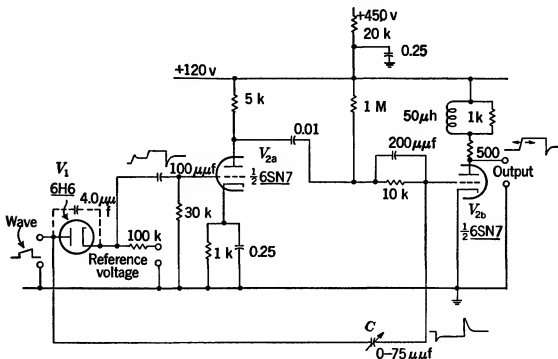 +450 v
20 k
0.25
+120 v
5 k
1 M
50μh
1k
0.01
200μμf
V2a
500
100μμf
½ 6SN7
Output
V1
6H6
4.0μμ
f
10 k
V2b
½ 6SN7
Wave
30 k
100 k
Reference
voltage
1 k
0.25
C
0–75 μμf